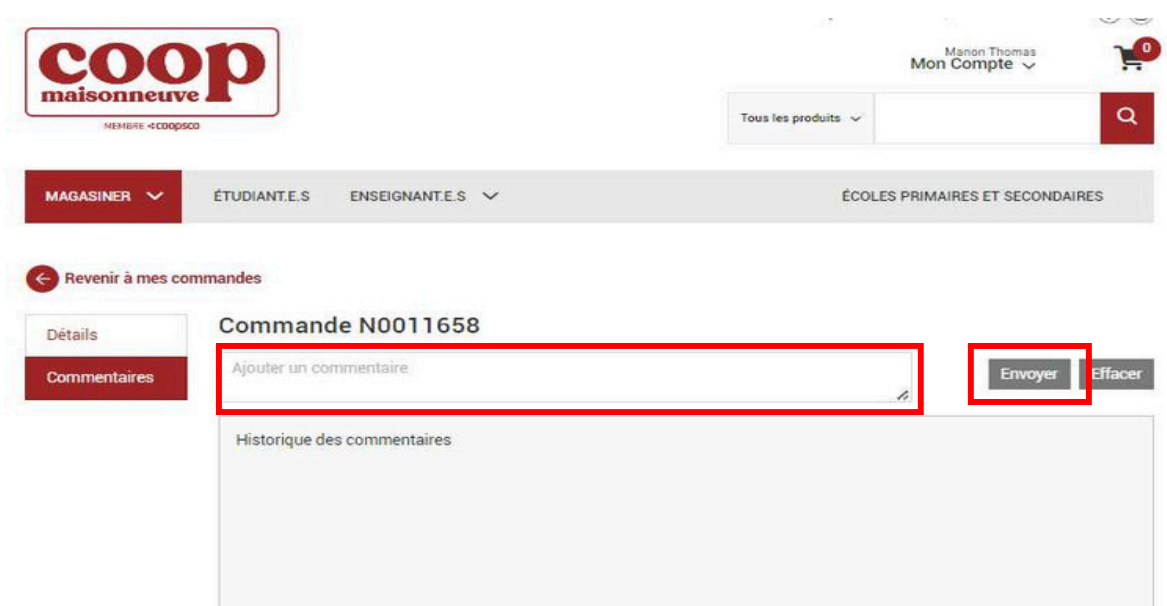 coop
maisonneuve
MEMBRE coopsco
Manon Thomas
Mon Compte
0
Tous les produits
MAGASINER
ÉTUDIANT.E.S
ENSEIGNANT.E.S
ÉCOLES PRIMAIRES ET SECONDAIRES
Revenir à mes commandes
Détails
Commentaires
Commande N0011658
Ajouter un commentaire
Envoyer
Effacer
Historique des commentaires